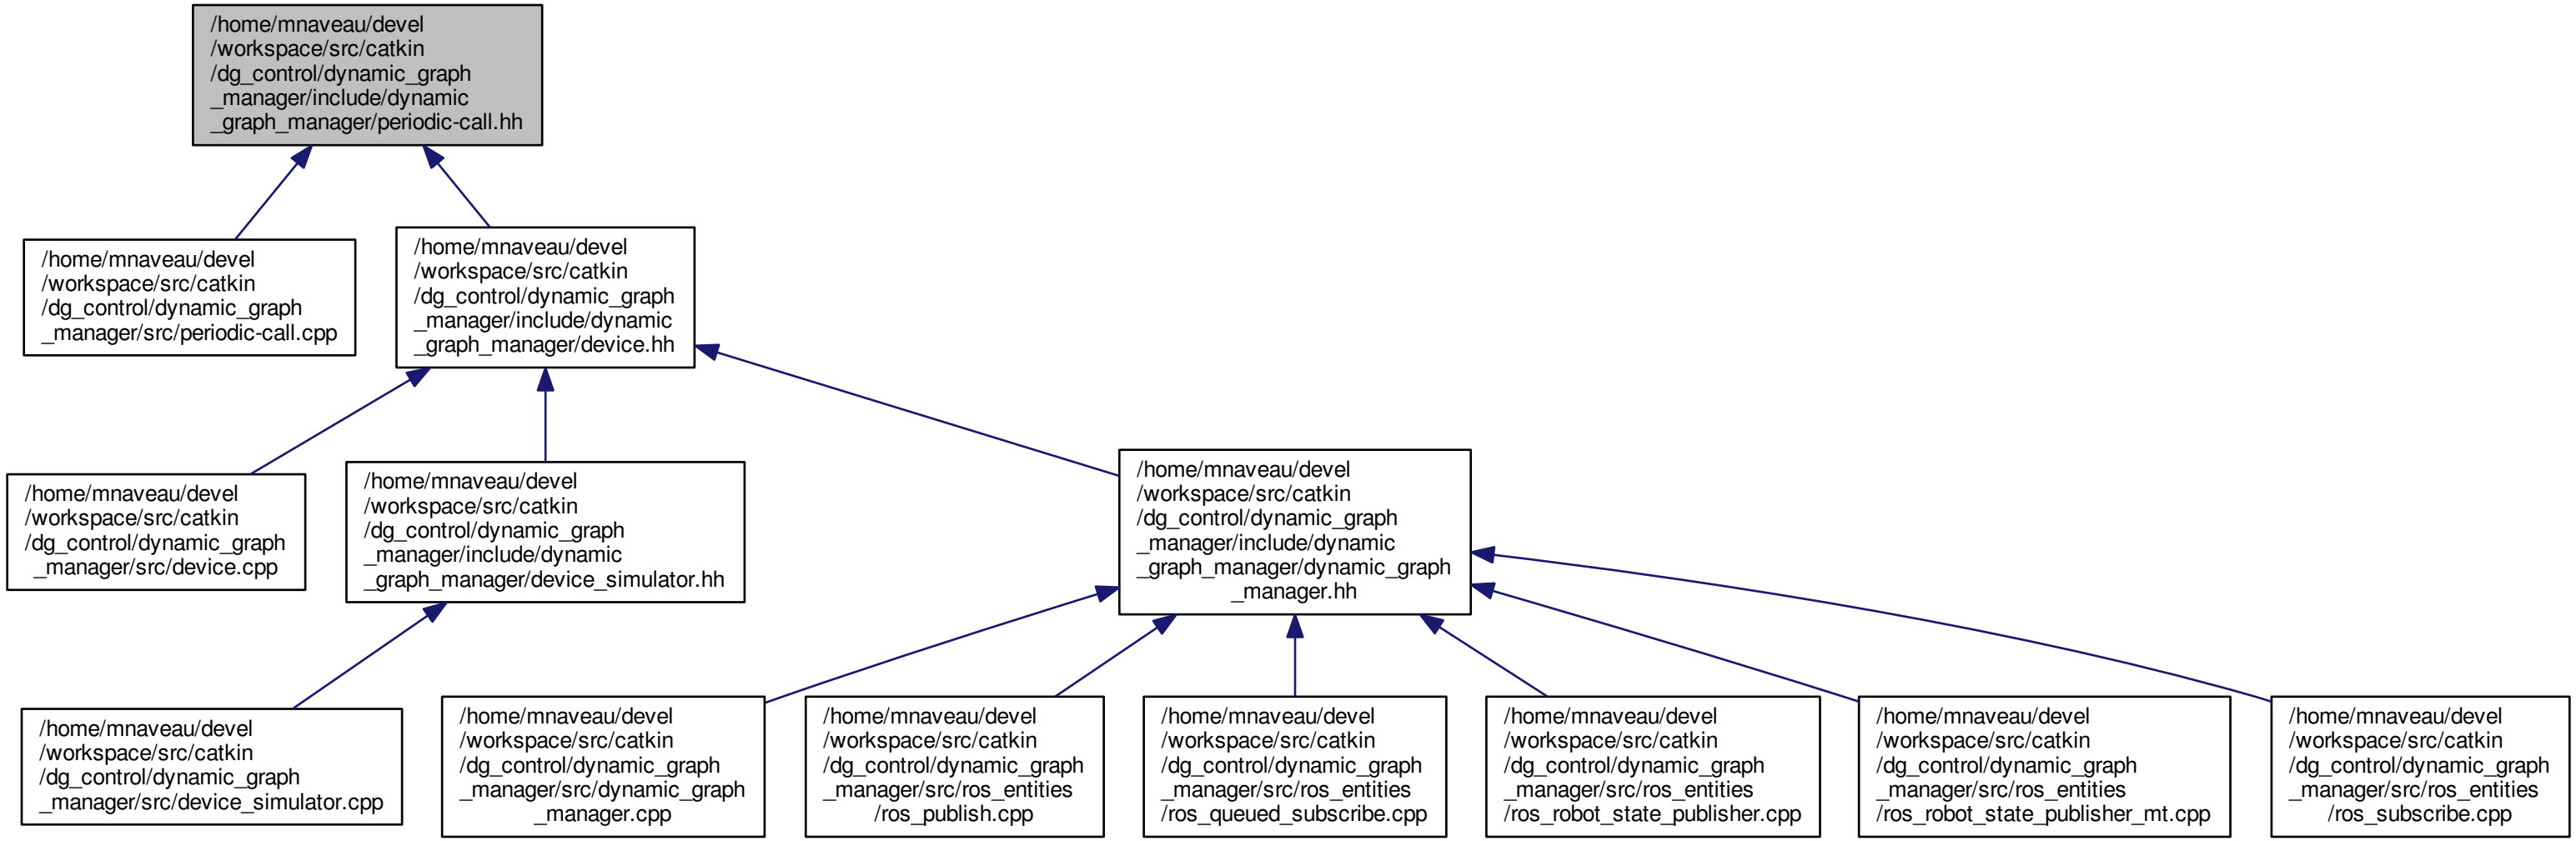 /home/mnaveau/devel
/workspace/src/catkin
/dg_control/dynamic_graph
_manager/include/dynamic
_graph_manager/periodic-call.hh
/home/mnaveau/devel
/workspace/src/catkin
/dg_control/dynamic_graph
_manager/src/periodic-call.cpp
/home/mnaveau/devel
/workspace/src/catkin
/dg_control/dynamic_graph
_manager/include/dynamic
_graph_manager/device.hh
/home/mnaveau/devel
/workspace/src/catkin
/dg_control/dynamic_graph
_manager/src/device.cpp
/home/mnaveau/devel
/workspace/src/catkin
/dg_control/dynamic_graph
_manager/include/dynamic
_graph_manager/device_simulator.hh
/home/mnaveau/devel
/workspace/src/catkin
/dg_control/dynamic_graph
_manager/include/dynamic
_graph_manager/dynamic_graph
_manager.hh
/home/mnaveau/devel
/workspace/src/catkin
/dg_control/dynamic_graph
_manager/src/device_simulator.cpp
/home/mnaveau/devel
/workspace/src/catkin
/dg_control/dynamic_graph
_manager/src/dynamic_graph
_manager.cpp
/home/mnaveau/devel
/workspace/src/catkin
/dg_control/dynamic_graph
_manager/src/ros_entities
/ros_publish.cpp
/home/mnaveau/devel
/workspace/src/catkin
/dg_control/dynamic_graph
_manager/src/ros_entities
/ros_queued_subscribe.cpp
/home/mnaveau/devel
/workspace/src/catkin
/dg_control/dynamic_graph
_manager/src/ros_entities
/ros_robot_state_publisher.cpp
/home/mnaveau/devel
/workspace/src/catkin
/dg_control/dynamic_graph
_manager/src/ros_entities
/ros_robot_state_publisher_mt.cpp
/home/mnaveau/devel
/workspace/src/catkin
/dg_control/dynamic_graph
_manager/src/ros_entities
/ros_subscribe.cpp